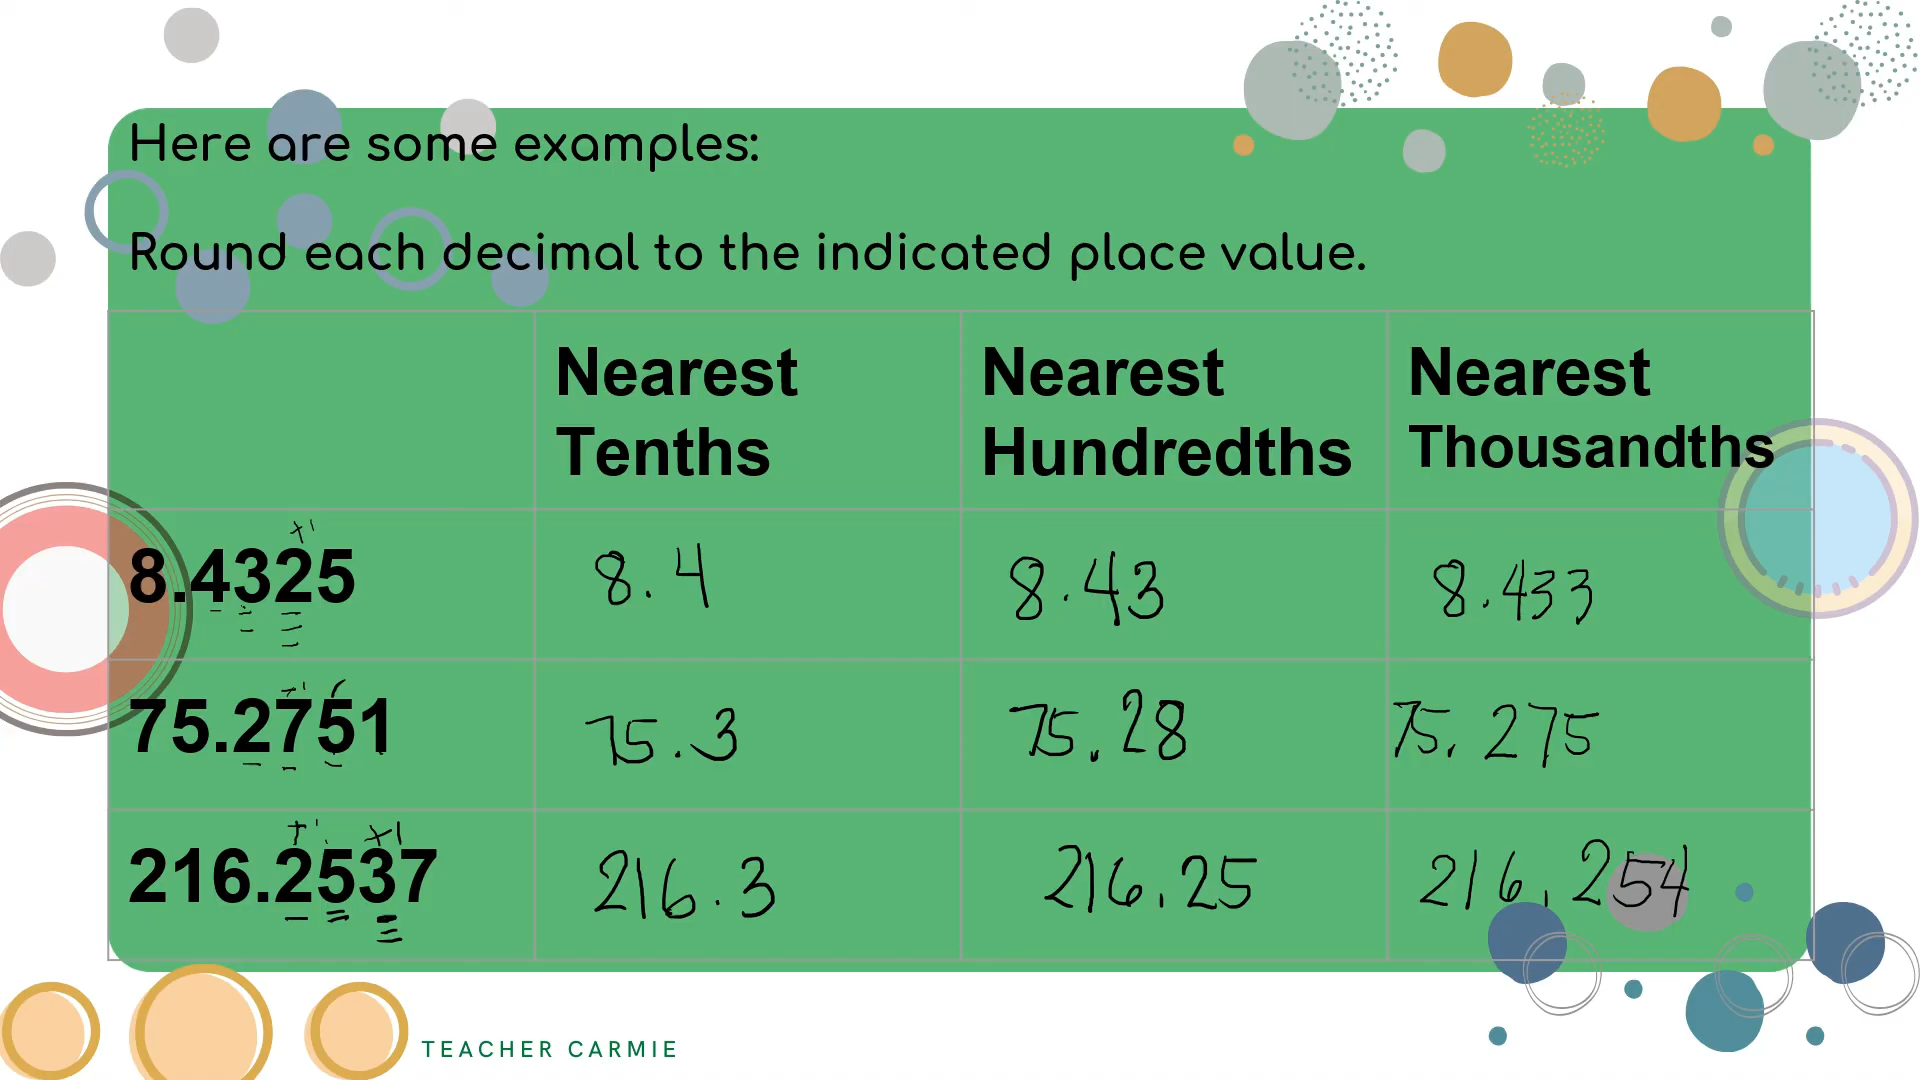 Here are some examples:
Round each decimal to the indicated place value.
Nearest Tenths
Nearest Hundredths
Nearest Thousandths
8.4325 8.4 8.43 8.433
75.2751 75.3 75.28 75.275
216.2537 216.3 216.25 216.254
TEACHER CARMIE